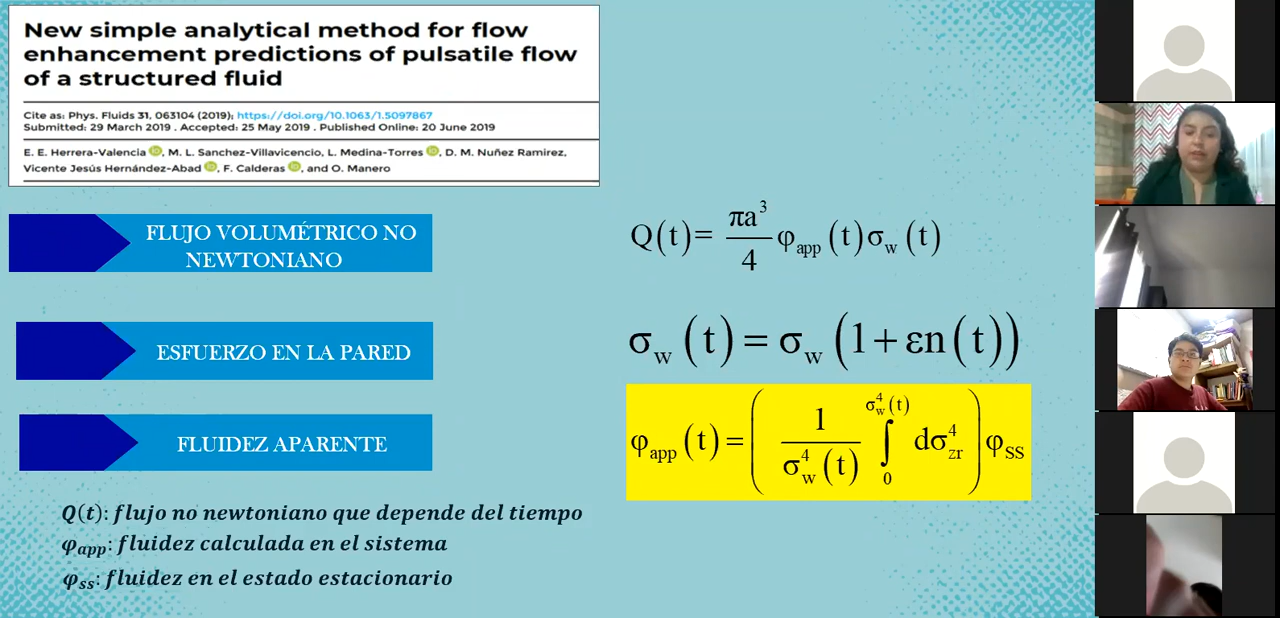 New simple analytical method for flow
enhancement predictions of pulsatile flow
of a structured fluid
Cite as: Phys. Fluids 31, 063104 (2019); https://doi.org/10.1063/1.5097867
Submitted: 29 March 2019 . Accepted: 25 May 2019 . Published Online: 20 June 2019
E. E. Herrera-Valencia iD, M. L. Sanchez-Villavicencio, L. Medina-Torres iD, D. M. Nuñez Ramirez,
Vicente Jesús Hernández-Abad iD, F. Calderas iD, and O. Manero
FLUJO VOLUMÉTRICO NO
NEWTONIANO
Q(t)= πa³/4 φapp(t)σw(t)
ESFUERZO EN LA PARED
σw(t) = σw(1+εn(t))
FLUIDEZ APARENTE
φapp(t) = ( 1/σw⁴(t) ∫₀^σw⁴(t) dσzr⁴ ) φSS
Q(t): flujo no newtoniano que depende del tiempo
φapp: fluidez calculada en el sistema
φss: fluidez en el estado estacionario